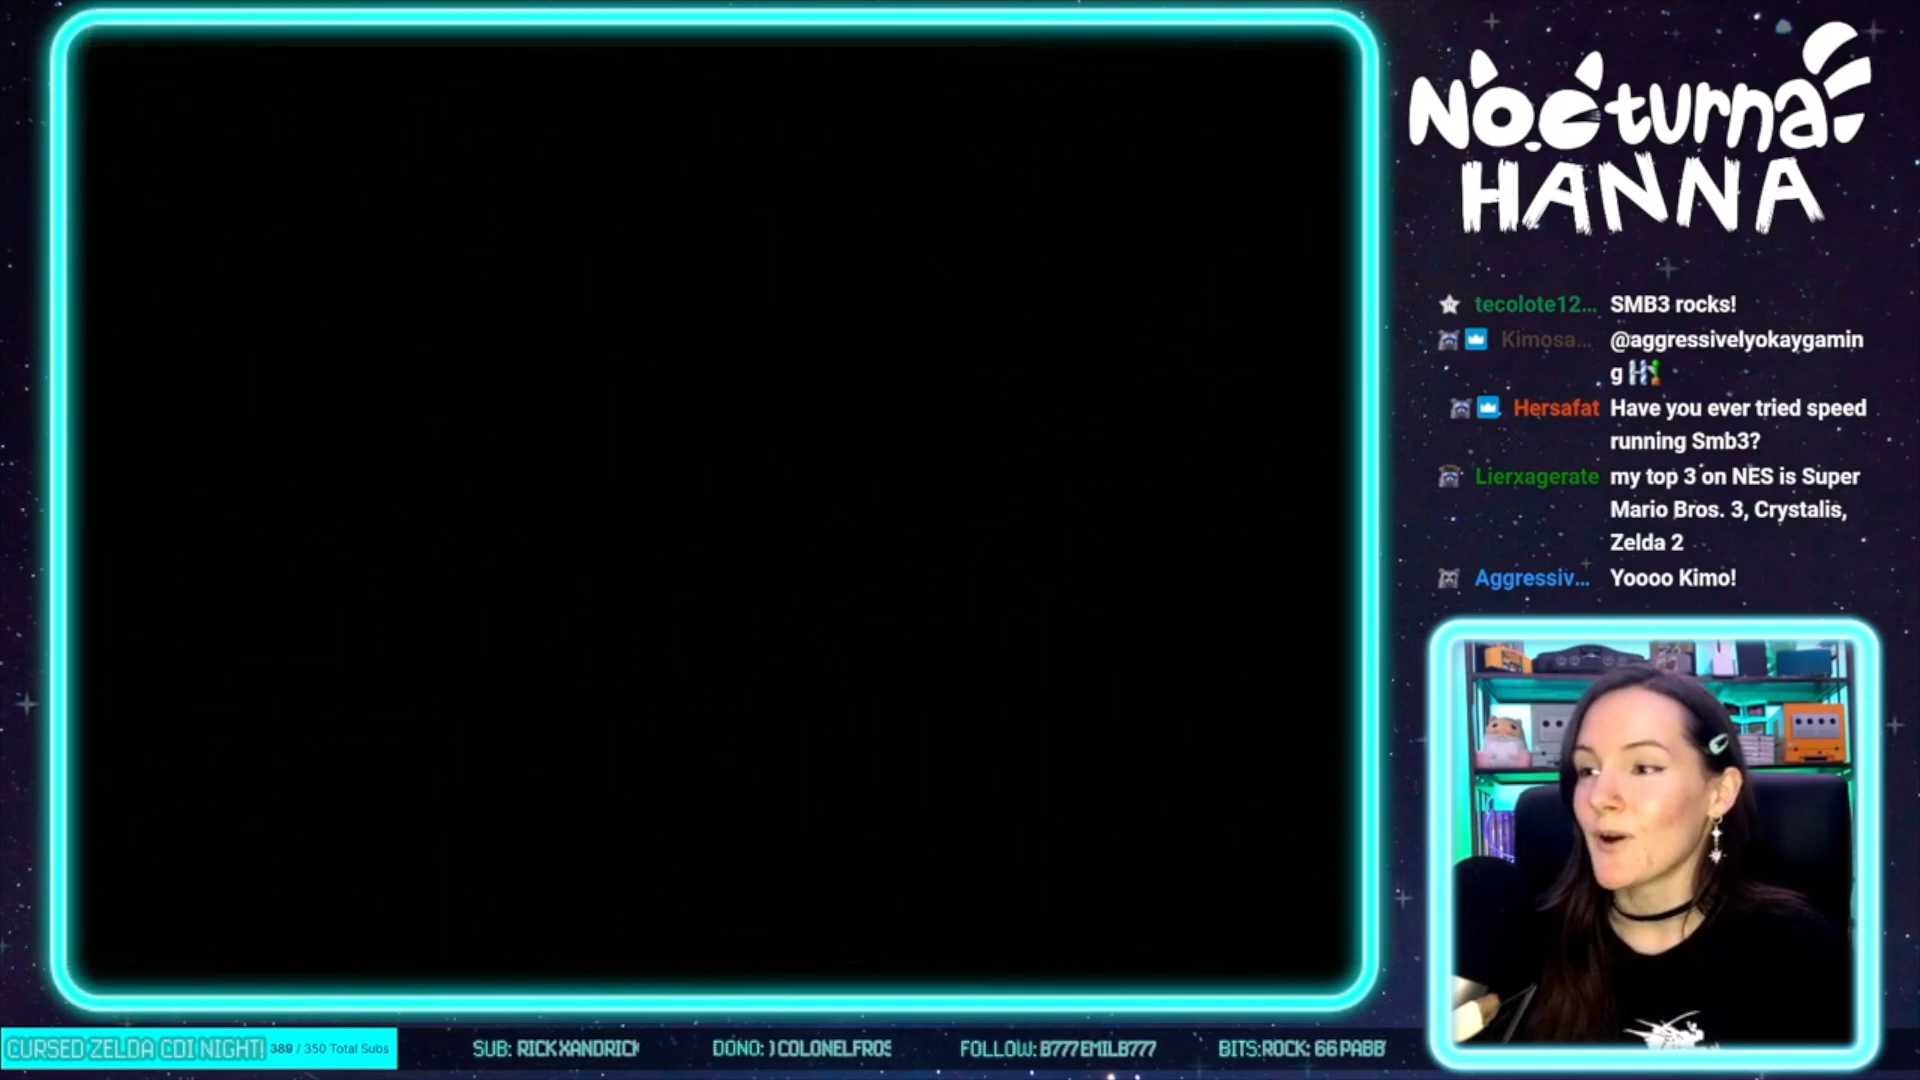 Nocturna
HANNA
tecolote12... SMB3 rocks!
Kimosa... @aggressivelyokaygamin
g HI
Hersafat Have you ever tried speed
running Smb3?
Lierxagerate my top 3 on NES is Super
Mario Bros. 3, Crystalis,
Zelda 2
Aggressiv... Yoooo Kimo!
CURSED ZELDA CDI NIGHT! 389 / 350 Total Subs
SUB: RICKXANDRICK
DONO: ) COLONELFROS
FOLLOW: B777EMILB777
BITS: ROCK: 66 PABB